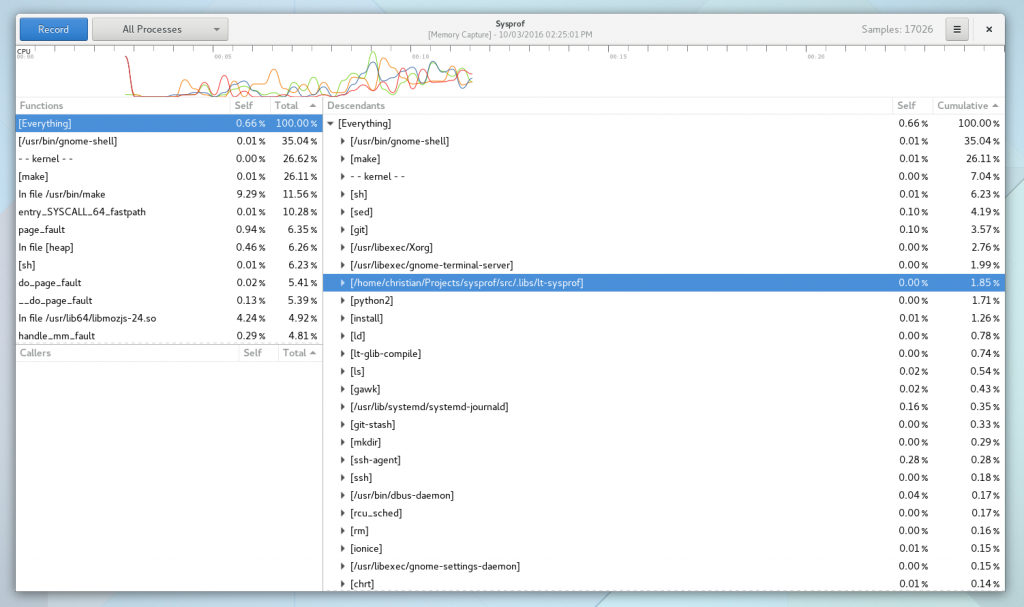 Record All Processes Sysprof Samples: 17026
[Memory Capture] - 10/03/2016 02:25:01 PM
CPU
00:00 00:05 00:10 00:15 00:20
Functions Self Total
[Everything] 0.66 % 100.00 %
[/usr/bin/gnome-shell] 0.01 % 35.04 %
- - kernel - - 0.00 % 26.62 %
[make] 0.01 % 26.11 %
In file /usr/bin/make 9.29 % 11.56 %
entry_SYSCALL_64_fastpath 0.01 % 10.28 %
page_fault 0.94 % 6.35 %
In file [heap] 0.46 % 6.26 %
[sh] 0.01 % 6.23 %
do_page_fault 0.02 % 5.41 %
__do_page_fault 0.13 % 5.39 %
In file /usr/lib64/libmozjs-24.so 4.24 % 4.92 %
handle_mm_fault 0.29 % 4.81 %
Callers Self Total
Descendants Self Cumulative
[Everything] 0.66 % 100.00 %
[/usr/bin/gnome-shell] 0.01 % 35.04 %
[make] 0.01 % 26.11 %
- - kernel - - 0.00 % 7.04 %
[sh] 0.01 % 6.23 %
[sed] 0.10 % 4.19 %
[git] 0.10 % 3.57 %
[/usr/libexec/Xorg] 0.00 % 2.76 %
[/usr/libexec/gnome-terminal-server] 0.00 % 1.99 %
[/home/christian/Projects/sysprof/src/.libs/lt-sysprof] 0.00 % 1.85 %
[python2] 0.00 % 1.71 %
[install] 0.01 % 1.26 %
[ld] 0.00 % 0.78 %
[lt-glib-compile] 0.00 % 0.74 %
[ls] 0.02 % 0.54 %
[gawk] 0.02 % 0.43 %
[/usr/lib/systemd/systemd-journald] 0.16 % 0.35 %
[git-stash] 0.00 % 0.33 %
[mkdir] 0.00 % 0.29 %
[ssh-agent] 0.28 % 0.28 %
[ssh] 0.00 % 0.18 %
[/usr/bin/dbus-daemon] 0.04 % 0.17 %
[rcu_sched] 0.00 % 0.17 %
[rm] 0.00 % 0.16 %
[ionice] 0.01 % 0.15 %
[/usr/libexec/gnome-settings-daemon] 0.00 % 0.15 %
[chrt] 0.01 % 0.14 %